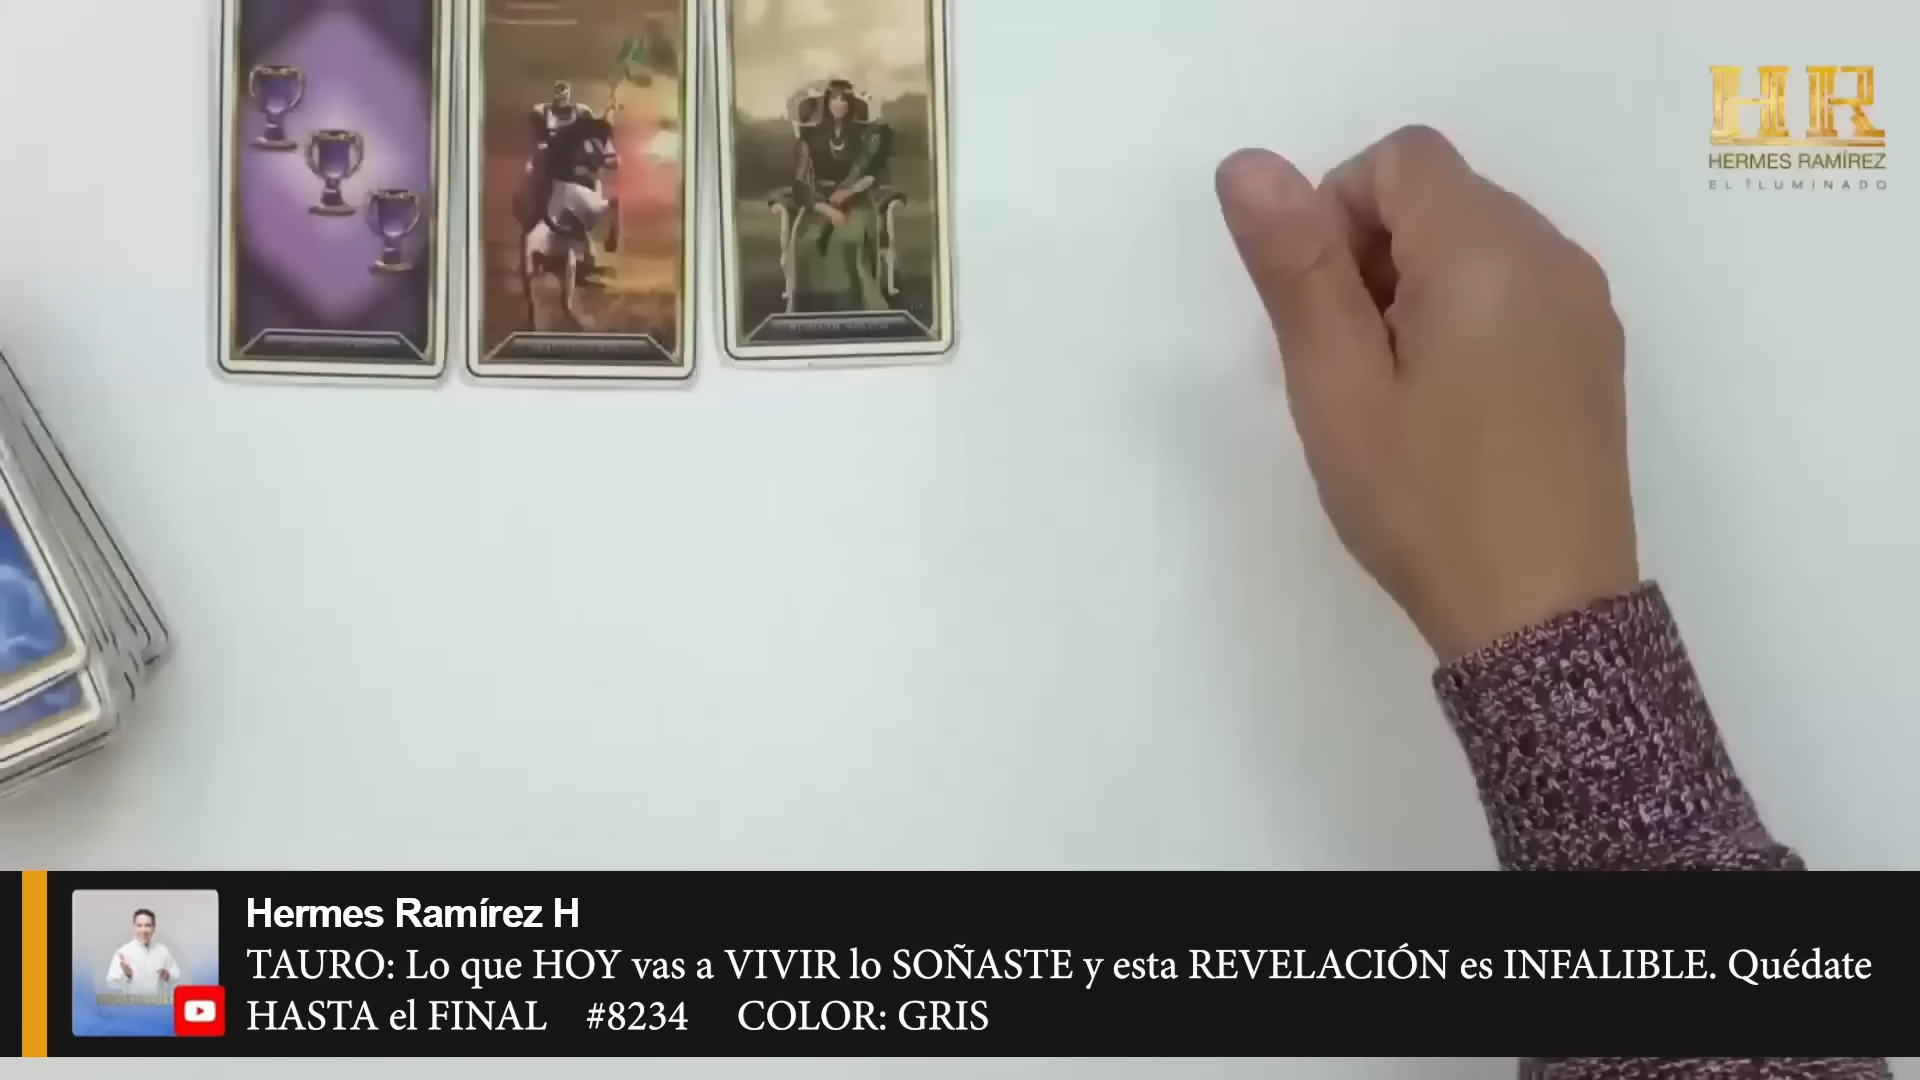 HR
HERMES RAMÍREZ
EL ILUMINADO
Hermes Ramírez H
TAURO: Lo que HOY vas a VIVIR lo SOÑASTE y esta REVELACIÓN es INFALIBLE. Quédate
HASTA el FINAL #8234 COLOR: GRIS